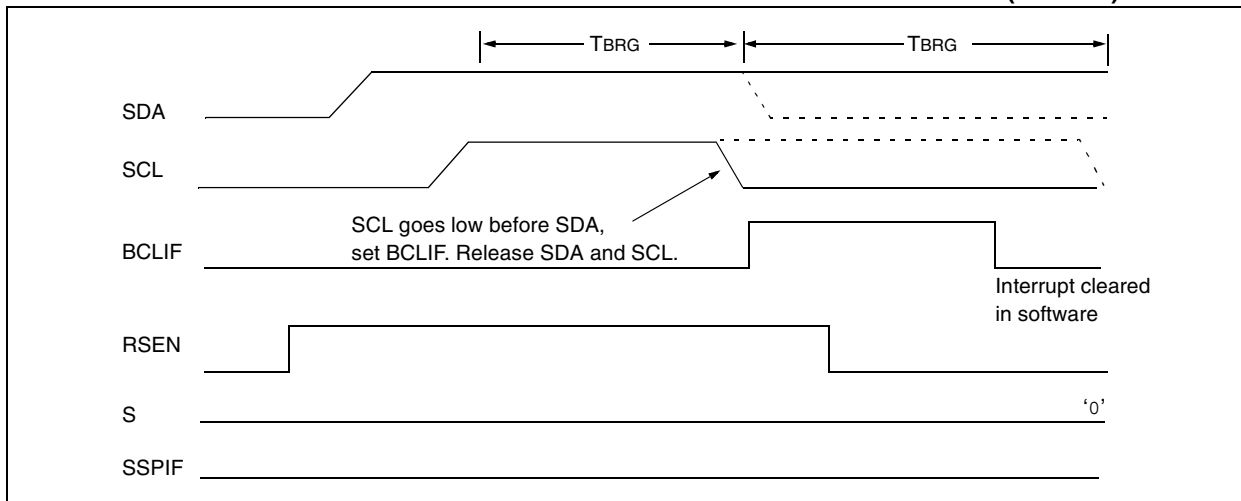 TBRG TBRG
SDA
SCL
SCL goes low before SDA,
set BCLIF. Release SDA and SCL.
BCLIF
Interrupt cleared
in software
RSEN
S
‘0’
SSPIF